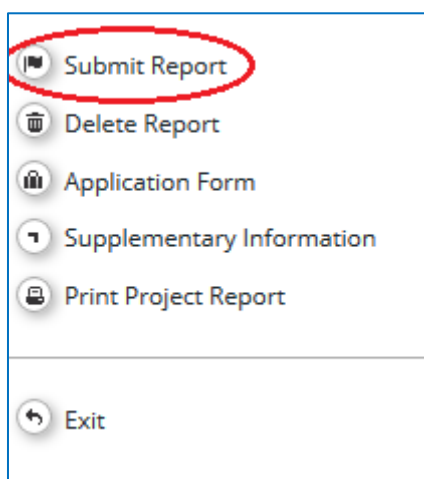 Submit Report
Delete Report
Application Form
Supplementary Information
Print Project Report
Exit